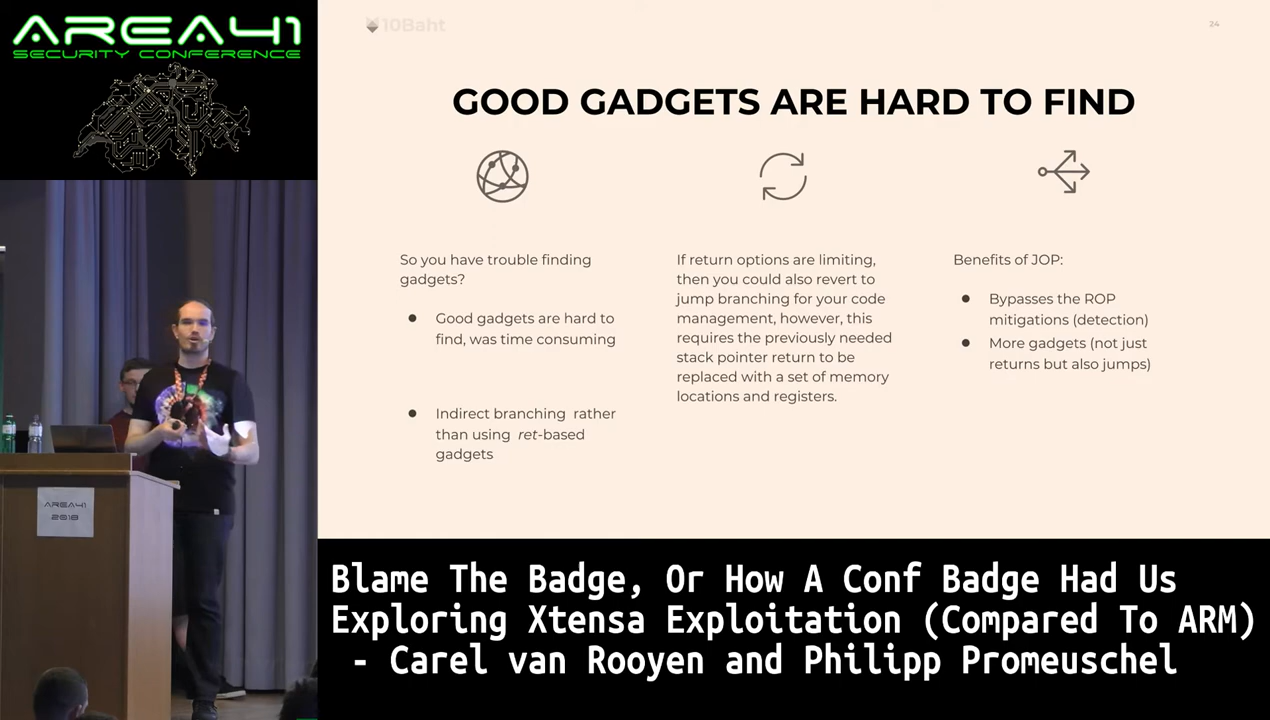 AREA41
SECURITY CONFERENCE
10Baht
24
GOOD GADGETS ARE HARD TO FIND
So you have trouble finding
gadgets?
● Good gadgets are hard to
find, was time consuming
● Indirect branching rather
than using ret-based
gadgets
If return options are limiting,
then you could also revert to
jump branching for your code
management, however, this
requires the previously needed
stack pointer return to be
replaced with a set of memory
locations and registers.
Benefits of JOP:
● Bypasses the ROP
mitigations (detection)
● More gadgets (not just
returns but also jumps)
AREA41
2018
Blame The Badge, Or How A Conf Badge Had Us
Exploring Xtensa Exploitation (Compared To ARM)
- Carel van Rooyen and Philipp Promeuschel